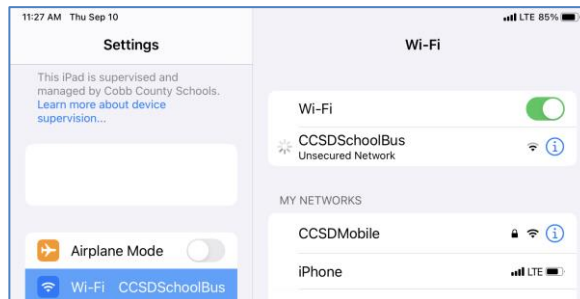 11:27 AM Thu Sep 10
LTE 85%
Settings
Wi-Fi
This iPad is supervised and
managed by Cobb County Schools.
Learn more about device
supervision...
Wi-Fi
CCSDSchoolBus
Unsecured Network
MY NETWORKS
CCSDMobile
iPhone
LTE
Airplane Mode
Wi-Fi CCSDSchoolBus